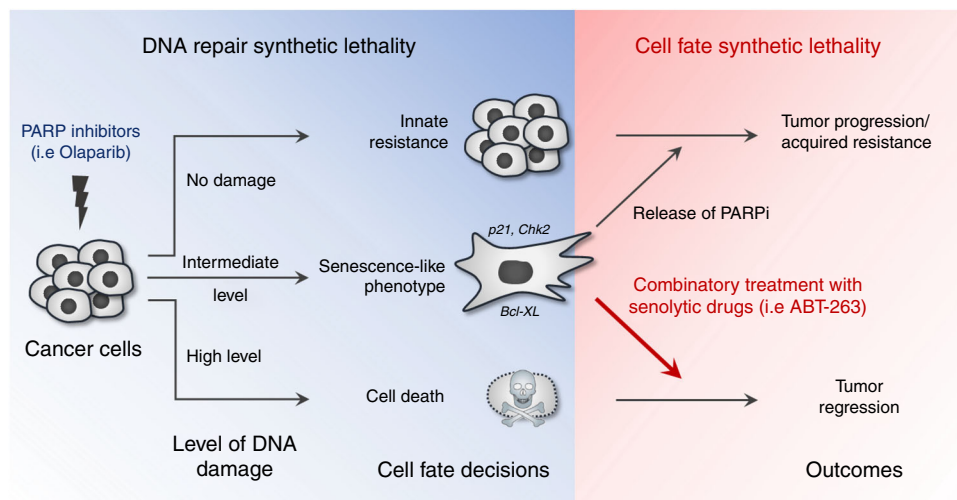 DNA repair synthetic lethality
Cell fate synthetic lethality
PARP inhibitors
(i.e Olaparib)
Innate
resistance
Tumor progression/
acquired resistance
No damage
Release of PARPi
p21, Chk2
Intermediate
level
Senescence-like
phenotype
Bcl-XL
Combinatory treatment with
senolytic drugs (i.e ABT-263)
Cancer cells
High level
Cell death
Tumor
regression
Level of DNA
damage
Cell fate decisions
Outcomes